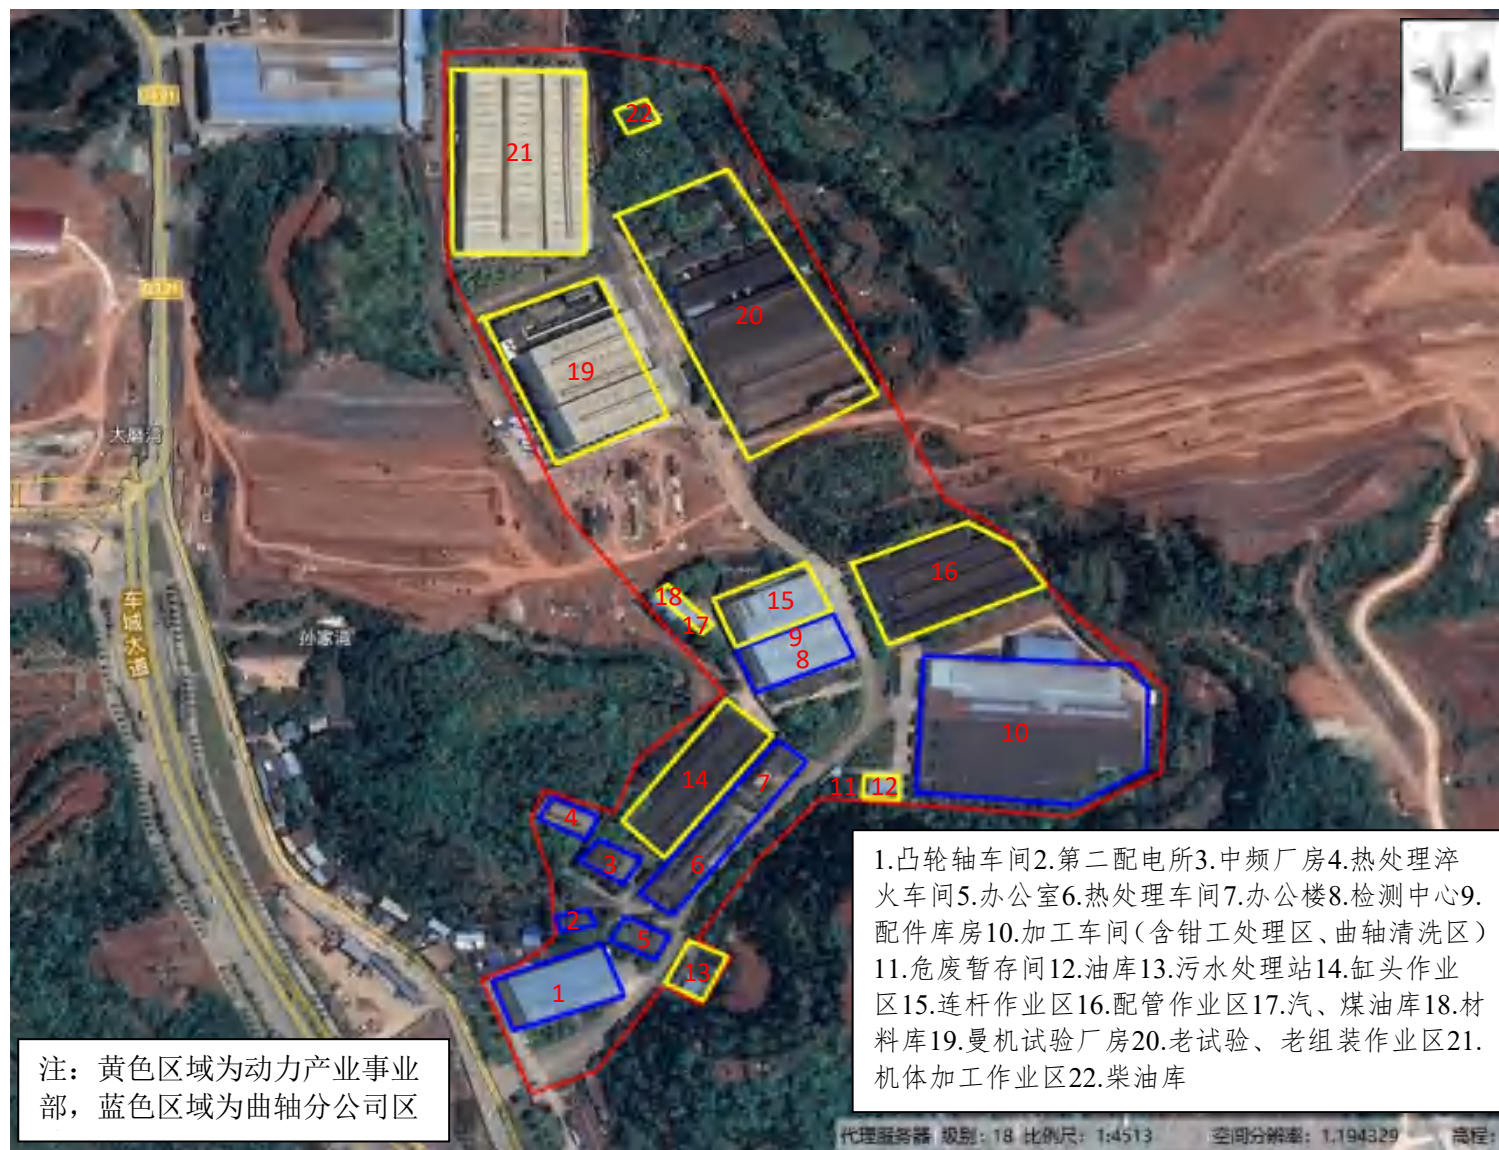 21
22
20
19
大磨湾
16
18
15
17
9
8
车城大道
孙家湾
10
14
7
11
12
4
3
6
2
5
13
1
1.凸轮轴车间2.第二配电所3.中频厂房4.热处理淬
火车间5.办公室6.热处理车间7.办公楼8.检测中心9.
配件库房10.加工车间（含钳工处理区、曲轴清洗区）
11.危废暂存间12.油库13.污水处理站14.缸头作业
区15.连杆作业区16.配管作业区17.汽、煤油库18.材
料库19.曼机试验厂房20.老试验、老组装作业区21.
机体加工作业区22.柴油库
注：黄色区域为动力产业事业
部，蓝色区域为曲轴分公司区
代理服务器 级别：18 比例尺：1:4513 空间分辨率：1.194329 高程：